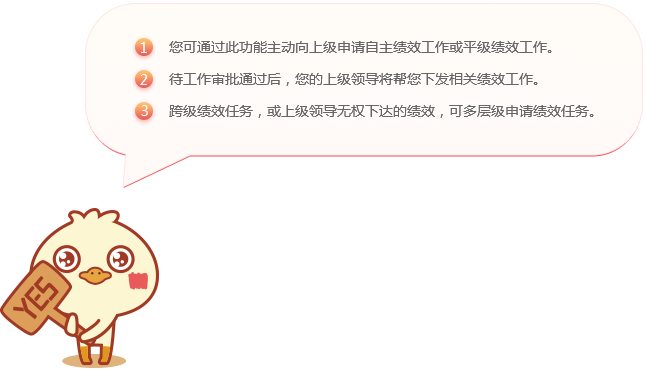 1 您可通过此功能主动向上级申请自主绩效工作或平级绩效工作。
2 待工作审批通过后，您的上级领导将帮您下发相关绩效工作。
3 跨级绩效任务，或上级领导无权下达的绩效，可多层级申请绩效任务。
YES